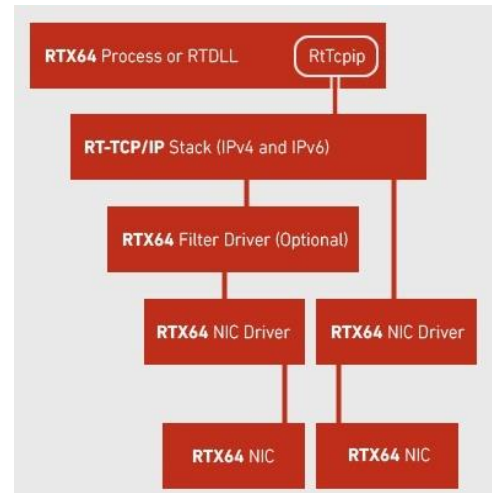 RTX64 Process or RTDLL
RtTcpip
RT-TCP/IP Stack (IPv4 and IPv6)
RTX64 Filter Driver (Optional)
RTX64 NIC Driver
RTX64 NIC Driver
RTX64 NIC
RTX64 NIC